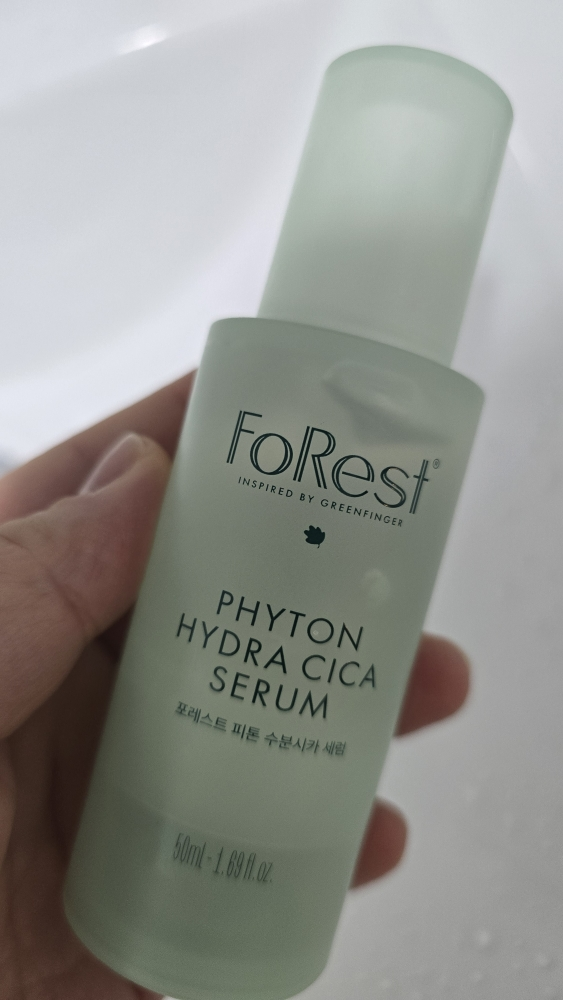 FoRest®
INSPIRED BY GREENFINGER
PHYTON
HYDRA CICA
SERUM
포레스트 피톤 수분시카 세럼
50ml · 1.69 fl.oz.